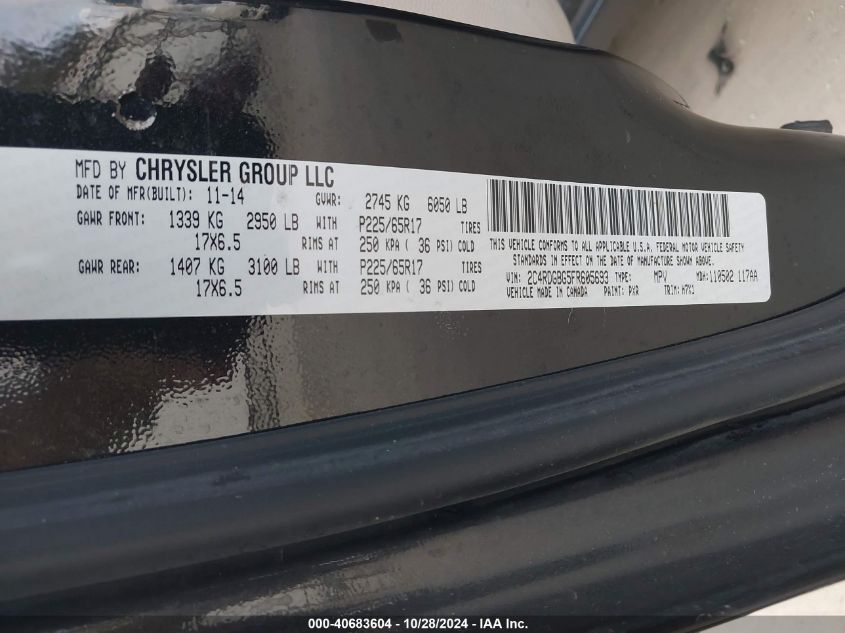 MFD BY CHRYSLER GROUP LLC
DATE OF MFR(BUILT): 11-14 GVWR: 2745 KG 6050 LB
GAWR FRONT: 1339 KG 2950 LB WITH P225/65R17 TIRES
17X6.5 RIMS AT 250 KPA ( 36 PSI) COLD
GAWR REAR: 1407 KG 3100 LB WITH P225/65R17 TIRES
17X6.5 RIMS AT 250 KPA ( 36 PSI) COLD
THIS VEHICLE CONFORMS TO ALL APPLICABLE U.S.A. FEDERAL MOTOR VEHICLE SAFETY
STANDARDS IN EFFECT ON THE DATE OF MANUFACTURE SHOWN ABOVE.
VIN: 2C4RDGBG5FR605693 TYPE: MPV MDH: 110502 117AA
VEHICLE MADE IN CANADA PAINT: PXR TRIM: H7X1
000-40683604 | 10/28/2024 | IAA Inc.